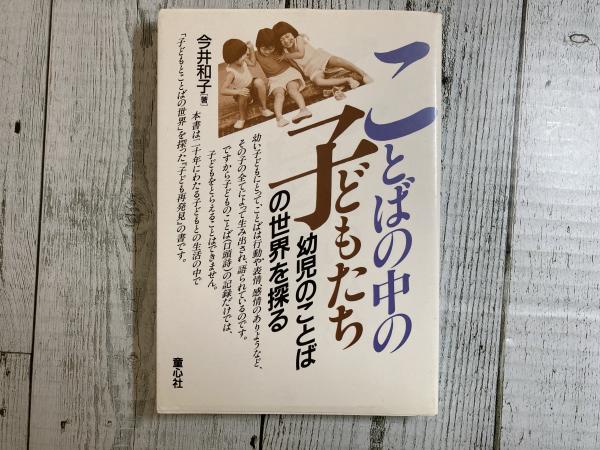 ことばの中の
子どもたち
幼児のことば
の世界を探る
幼い子どもにとって、ことばは行動や表情、感情のありようなど、
その子の全てによって生み出され、語られているのです。
ですから子どものことば(口頭詩)の記録だけでは、
子どもをとらえることはできません。
本書は二十年にわたる子どもとの生活の中で
『子どもとことばの世界』を探った『子ども再発見』の書です。
今井和子[著]
童心社